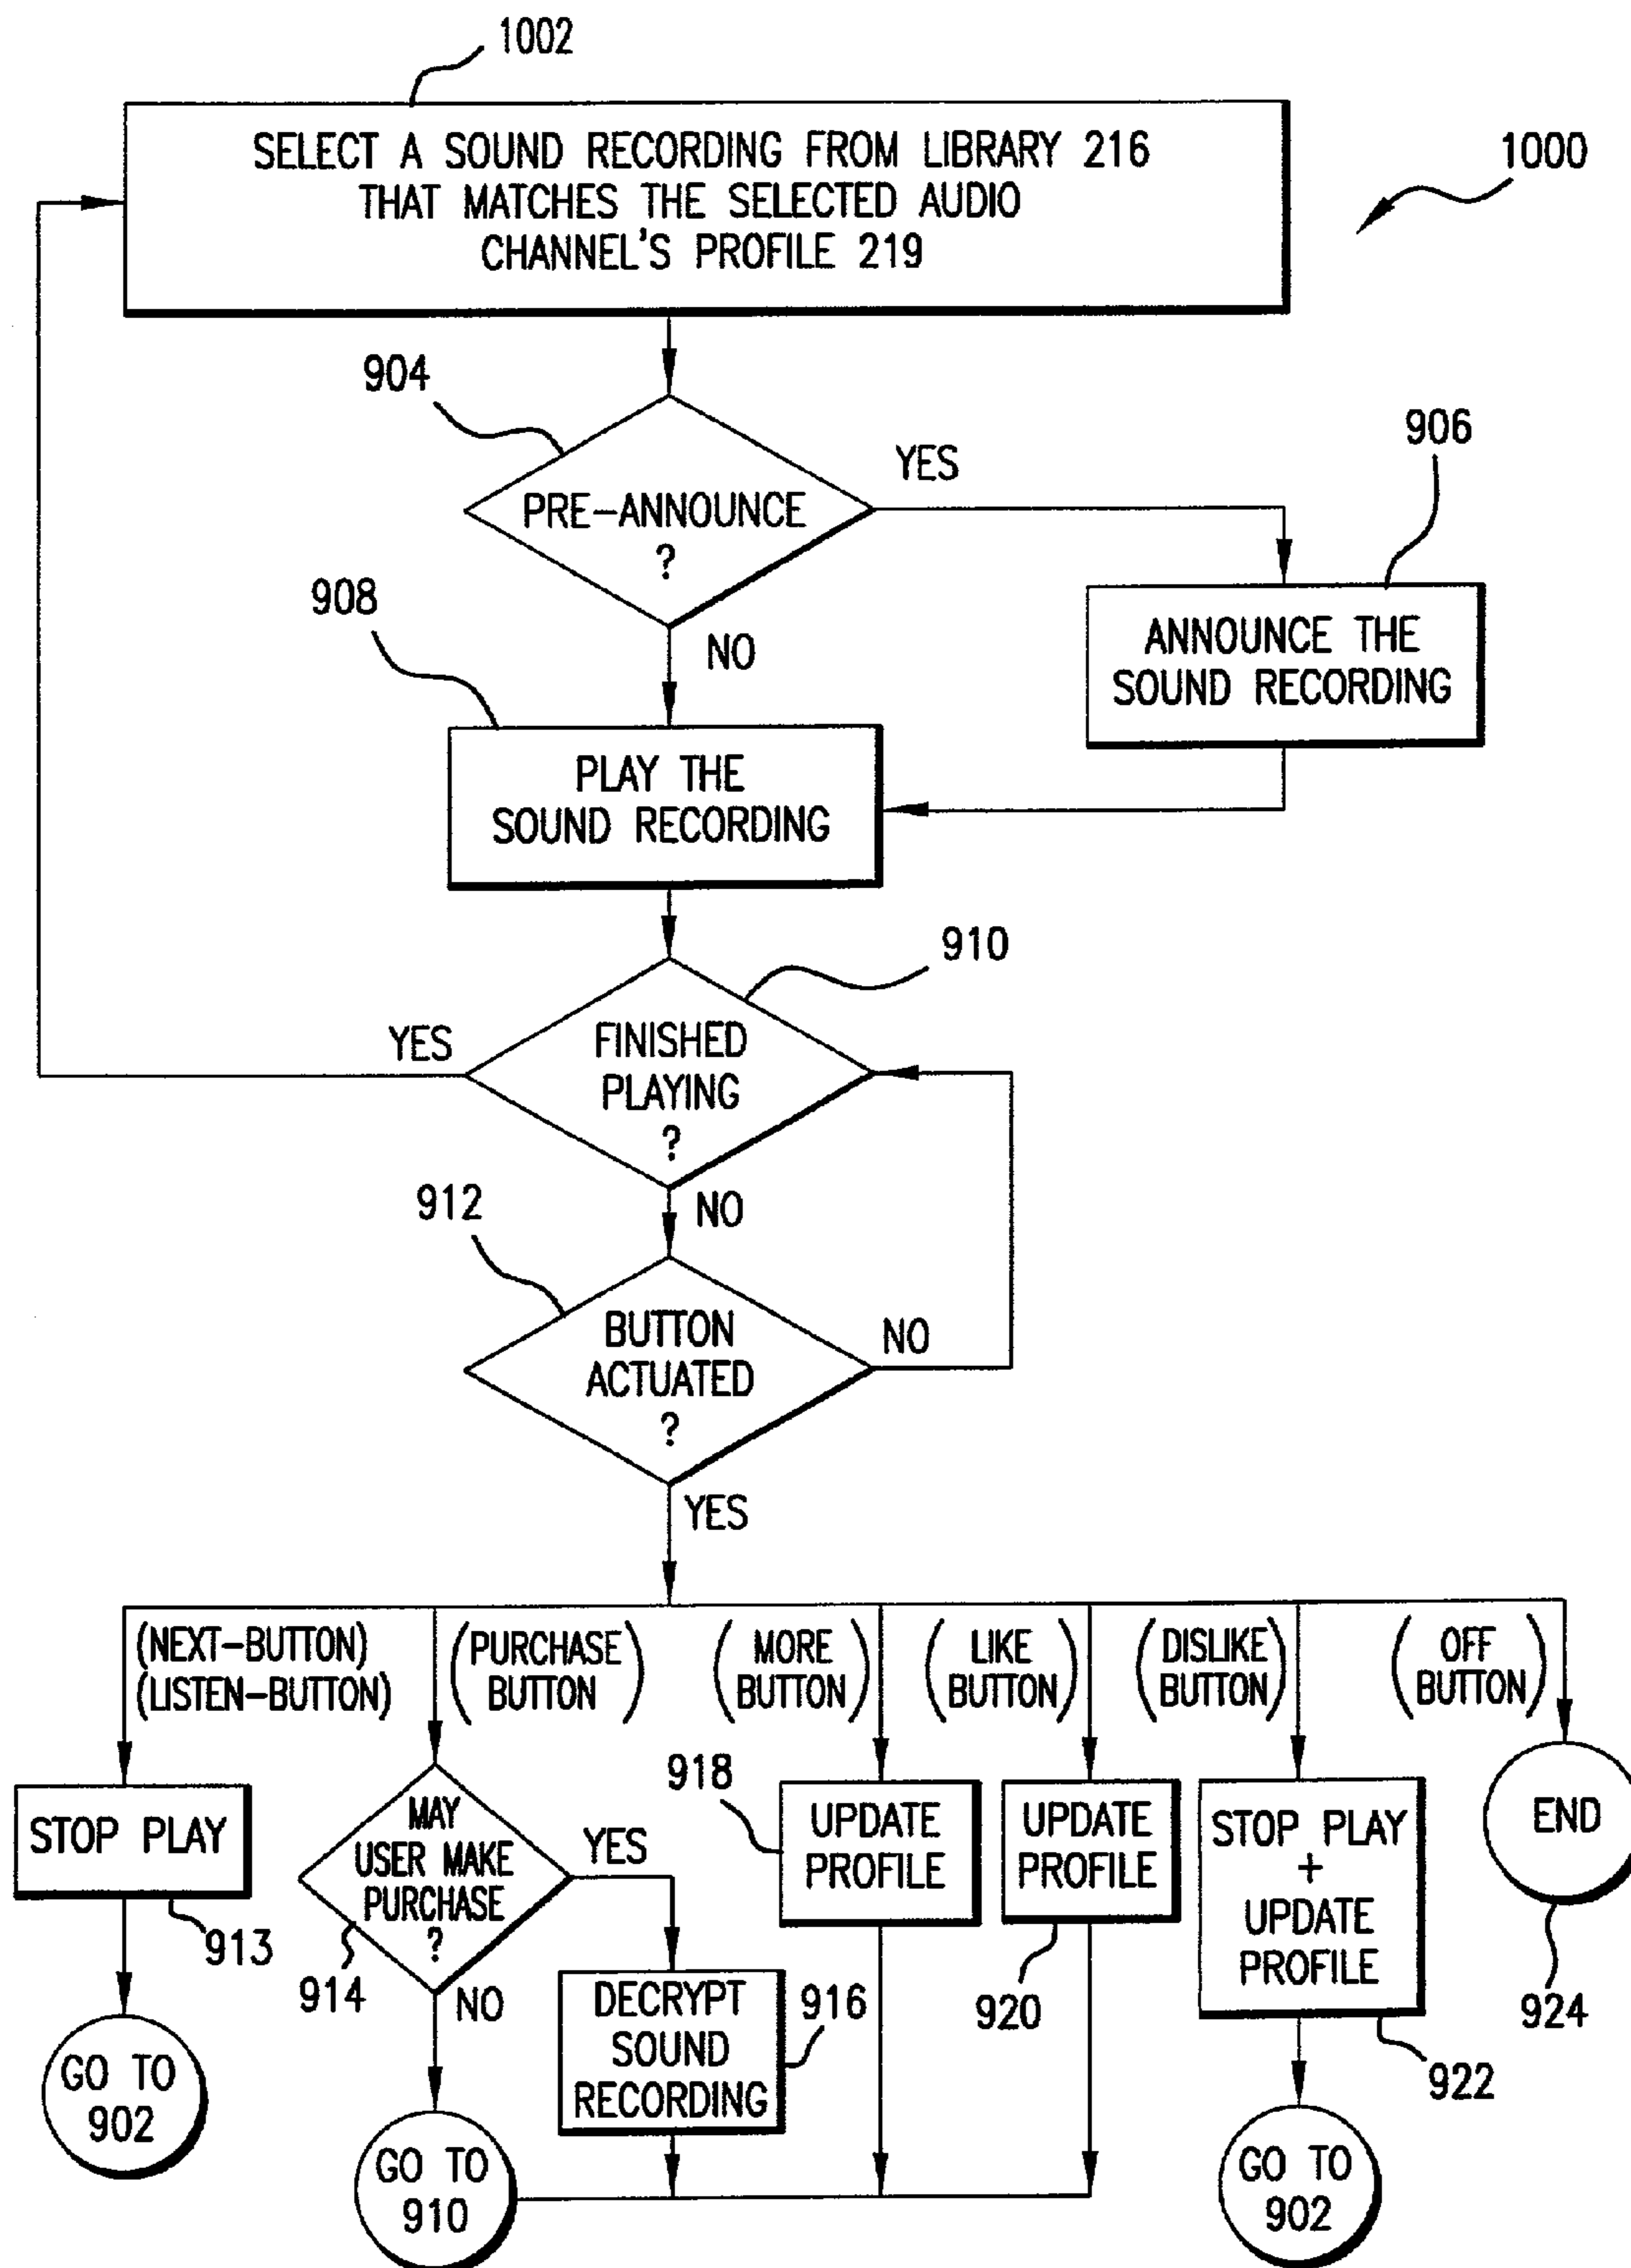 1002
SELECT A SOUND RECORDING FROM LIBRARY 216
THAT MATCHES THE SELECTED AUDIO
CHANNEL'S PROFILE 219
1000
904
PRE-ANNOUNCE
?
YES
NO
906
ANNOUNCE THE
SOUND RECORDING
908
PLAY THE
SOUND RECORDING
910
FINISHED
PLAYING
?
YES
NO
912
BUTTON
ACTUATED
?
NO
YES
(NEXT-BUTTON)
(LISTEN-BUTTON)
(PURCHASE
BUTTON)
(MORE
BUTTON)
(LIKE
BUTTON)
(DISLIKE
BUTTON)
(OFF
BUTTON)
STOP PLAY
913
GO TO
902
MAY
USER MAKE
PURCHASE
?
914
YES
NO
DECRYPT
SOUND
RECORDING
916
GO TO
910
918
UPDATE
PROFILE
UPDATE
PROFILE
920
STOP PLAY
+
UPDATE
PROFILE
922
GO TO
902
END
924